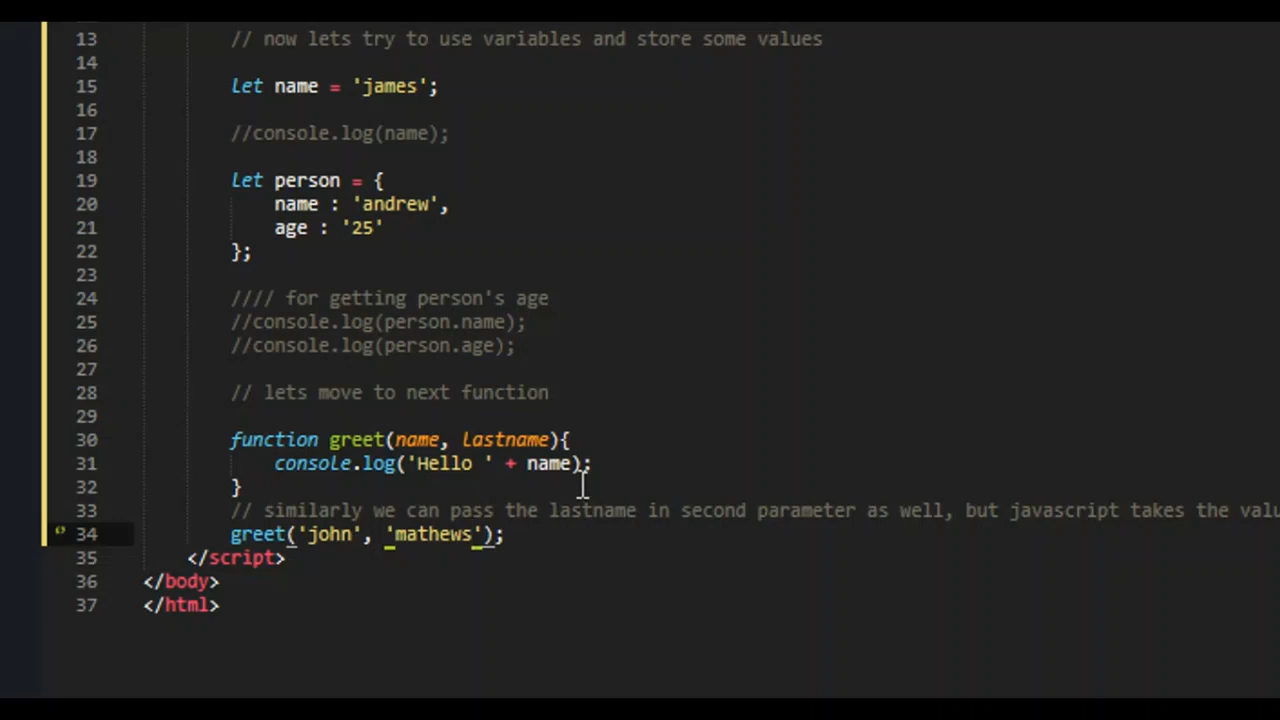 13 // now lets try to use variables and store some values
14
15 let name = 'james';
16
17 //console.log(name);
18
19 let person = {
20 name : 'andrew',
21 age : '25'
22 };
23
24 //// for getting person's age
25 //console.log(person.name);
26 //console.log(person.age);
27
28 // lets move to next function
29
30 function greet(name, lastname){
31 console.log('Hello ' + name);
32 }
33 // similarly we can pass the lastname in second parameter as well, but javascript takes the
34 greet('john', 'mathews');
35 </script>
36 </body>
37 </html>